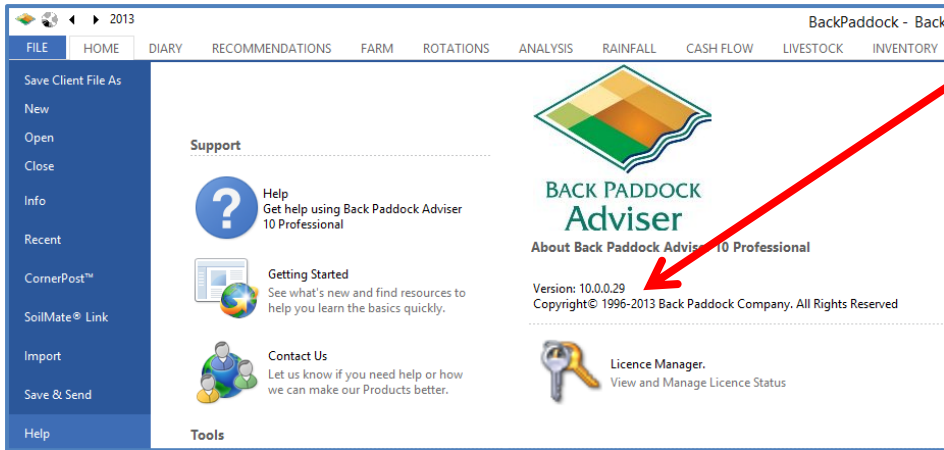 2013
BackPaddock - Back
FILE HOME DIARY RECOMMENDATIONS FARM ROTATIONS ANALYSIS RAINFALL CASH FLOW LIVESTOCK INVENTORY
Save Client File As
New
Open
Close
Info
Recent
CornerPost™
SoilMate® Link
Import
Save & Send
Help
Support
?
Help
Get help using Back Paddock Adviser
10 Professional
Getting Started
See what's new and find resources to
help you learn the basics quickly.
Contact Us
Let us know if you need help or how
we can make our Products better.
Tools
BACK PADDOCK
Adviser
About Back Paddock Adviser 10 Professional
Version: 10.0.0.29
Copyright© 1996-2013 Back Paddock Company. All Rights Reserved
Licence Manager.
View and Manage Licence Status